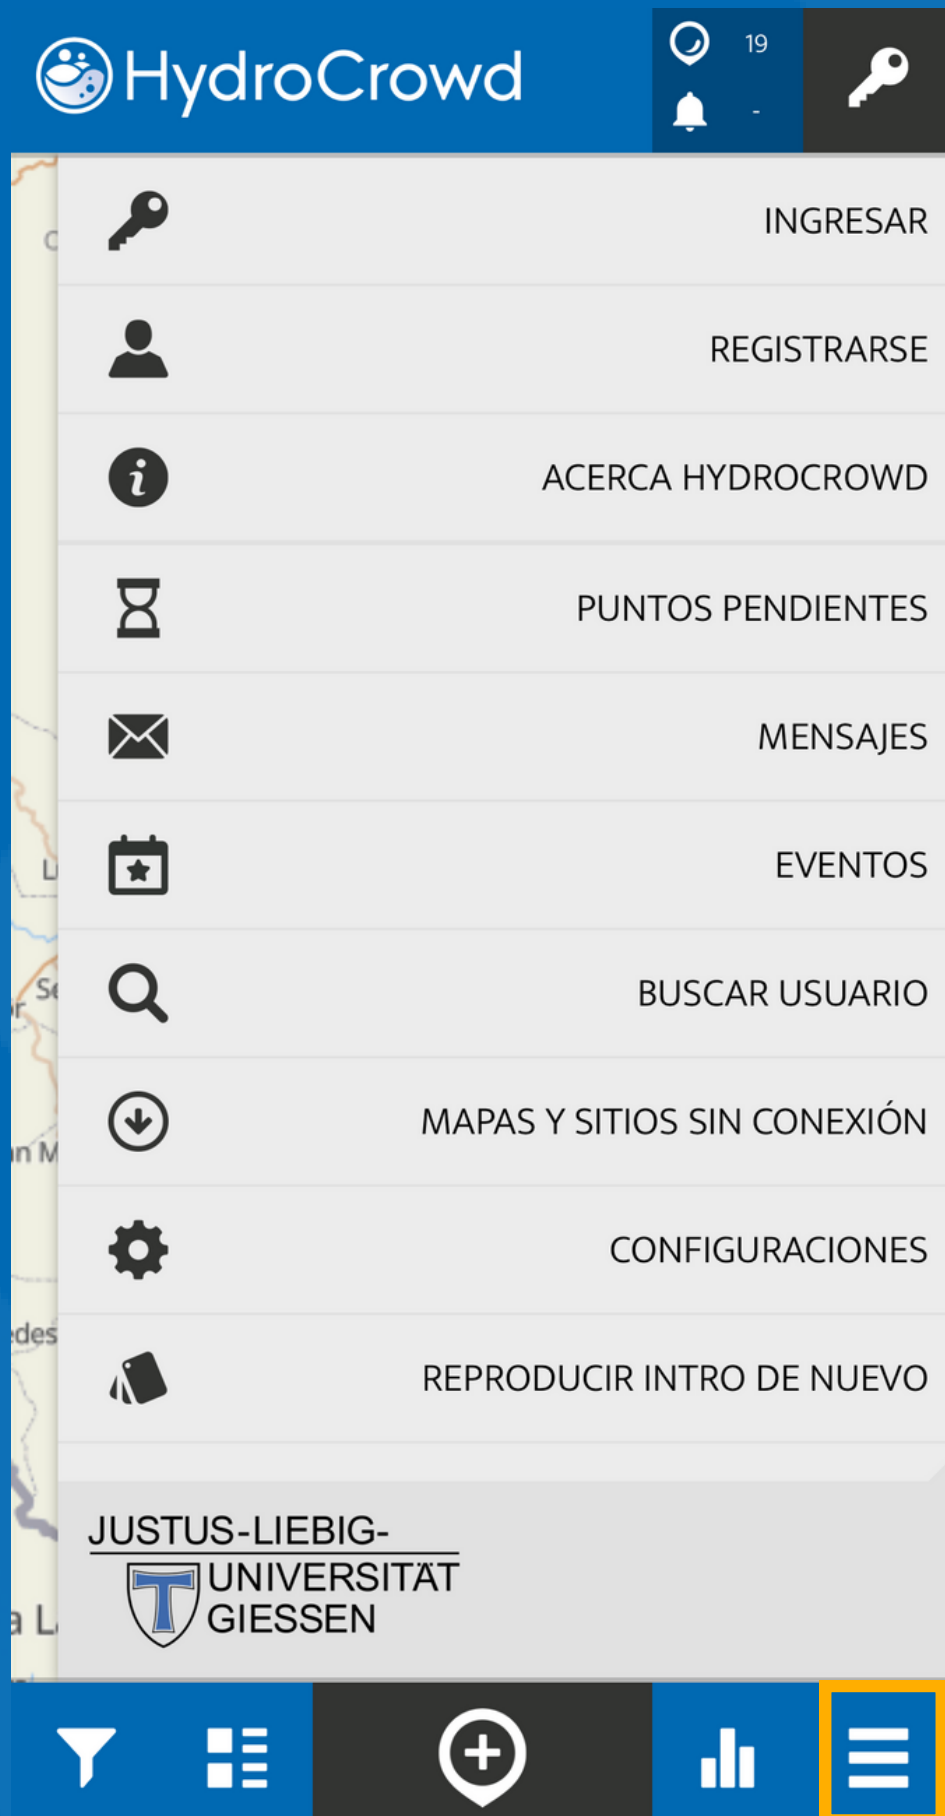 HydroCrowd
19
-
INGRESAR
REGISTRARSE
ACERCA HYDROCROWD
PUNTOS PENDIENTES
MENSAJES
EVENTOS
BUSCAR USUARIO
MAPAS Y SITIOS SIN CONEXIÓN
CONFIGURACIONES
REPRODUCIR INTRO DE NUEVO
JUSTUS-LIEBIG-
UNIVERSITÄT
GIESSEN